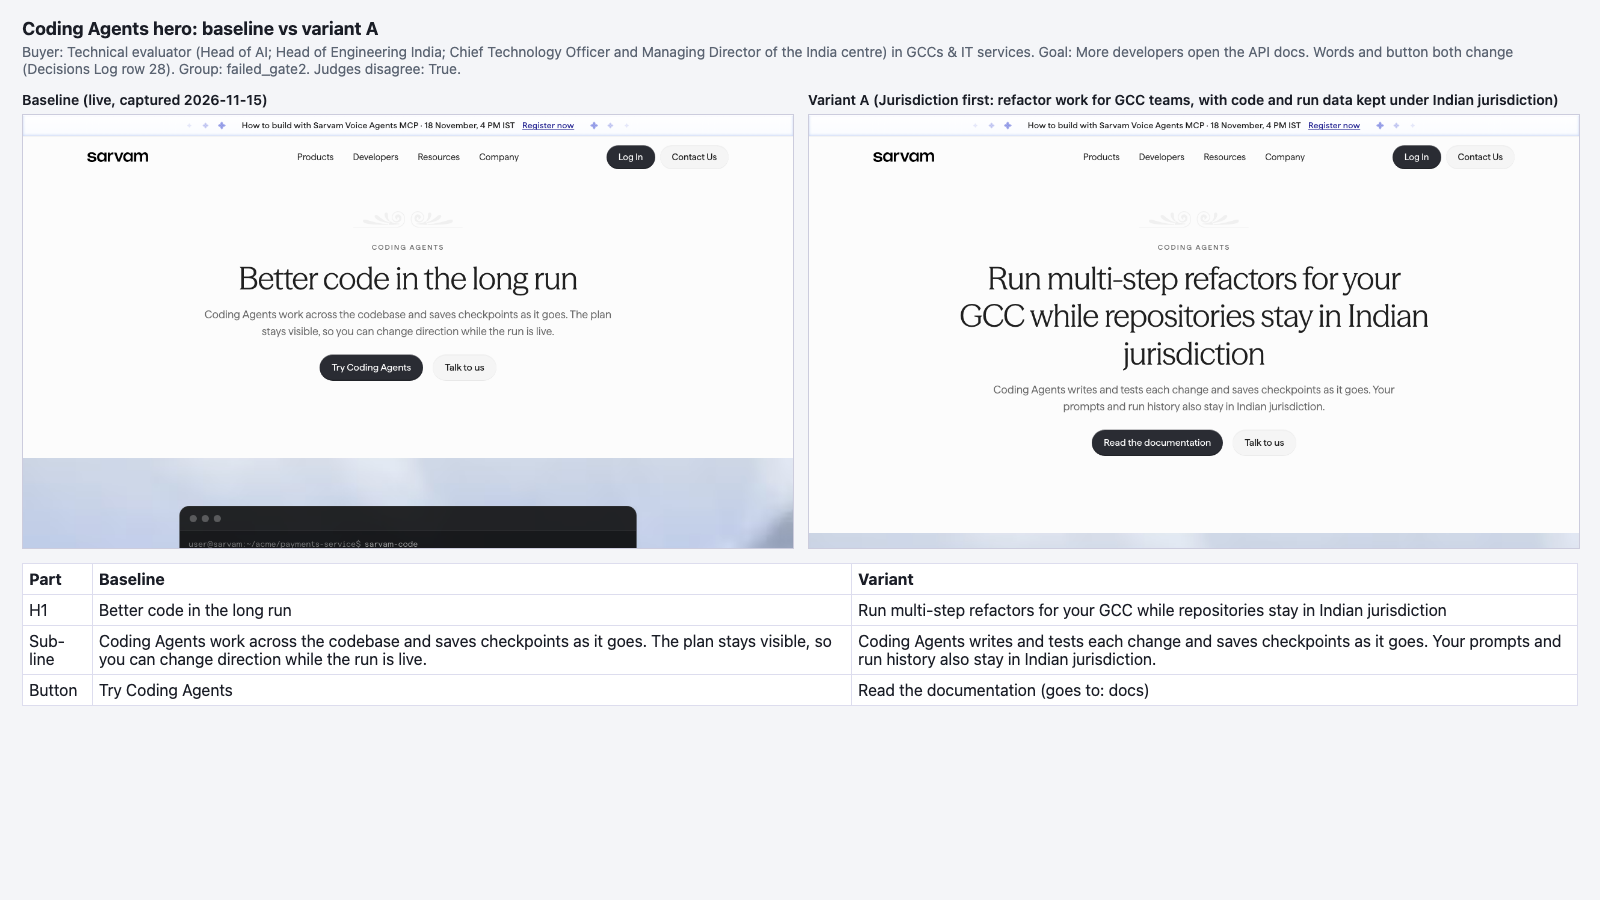 Coding Agents hero: baseline vs variant A
Buyer: Technical evaluator (Head of AI; Head of Engineering India; Chief Technology Officer and Managing Director of the India centre) in GCCs & IT services. Goal: More developers open the API docs. Words and button both change
(Decisions Log row 28). Group: failed_gate2. Judges disagree: True.
Baseline (live, captured 2026-11-15)
How to build with Sarvam Voice Agents MCP · 18 November, 4 PM IST Register now
sarvam Products Developers Resources Company Log In Contact Us
CODING AGENTS
Better code in the long run
Coding Agents work across the codebase and saves checkpoints as it goes. The plan
stays visible, so you can change direction while the run is live.
Try Coding Agents Talk to us
user@sarvam:~/acme/payments-service$ sarvam-code
Variant A (Jurisdiction first: refactor work for GCC teams, with code and run data kept under Indian jurisdiction)
How to build with Sarvam Voice Agents MCP · 18 November, 4 PM IST Register now
sarvam Products Developers Resources Company Log In Contact Us
CODING AGENTS
Run multi-step refactors for your
GCC while repositories stay in Indian
jurisdiction
Coding Agents writes and tests each change and saves checkpoints as it goes. Your
prompts and run history also stay in Indian jurisdiction.
Read the documentation Talk to us
Part Baseline Variant
H1 Better code in the long run Run multi-step refactors for your GCC while repositories stay in Indian jurisdiction
Sub-line Coding Agents work across the codebase and saves checkpoints as it goes. The plan stays visible, so you can change direction while the run is live. Coding Agents writes and tests each change and saves checkpoints as it goes. Your prompts and run history also stay in Indian jurisdiction.
Button Try Coding Agents Read the documentation (goes to: docs)